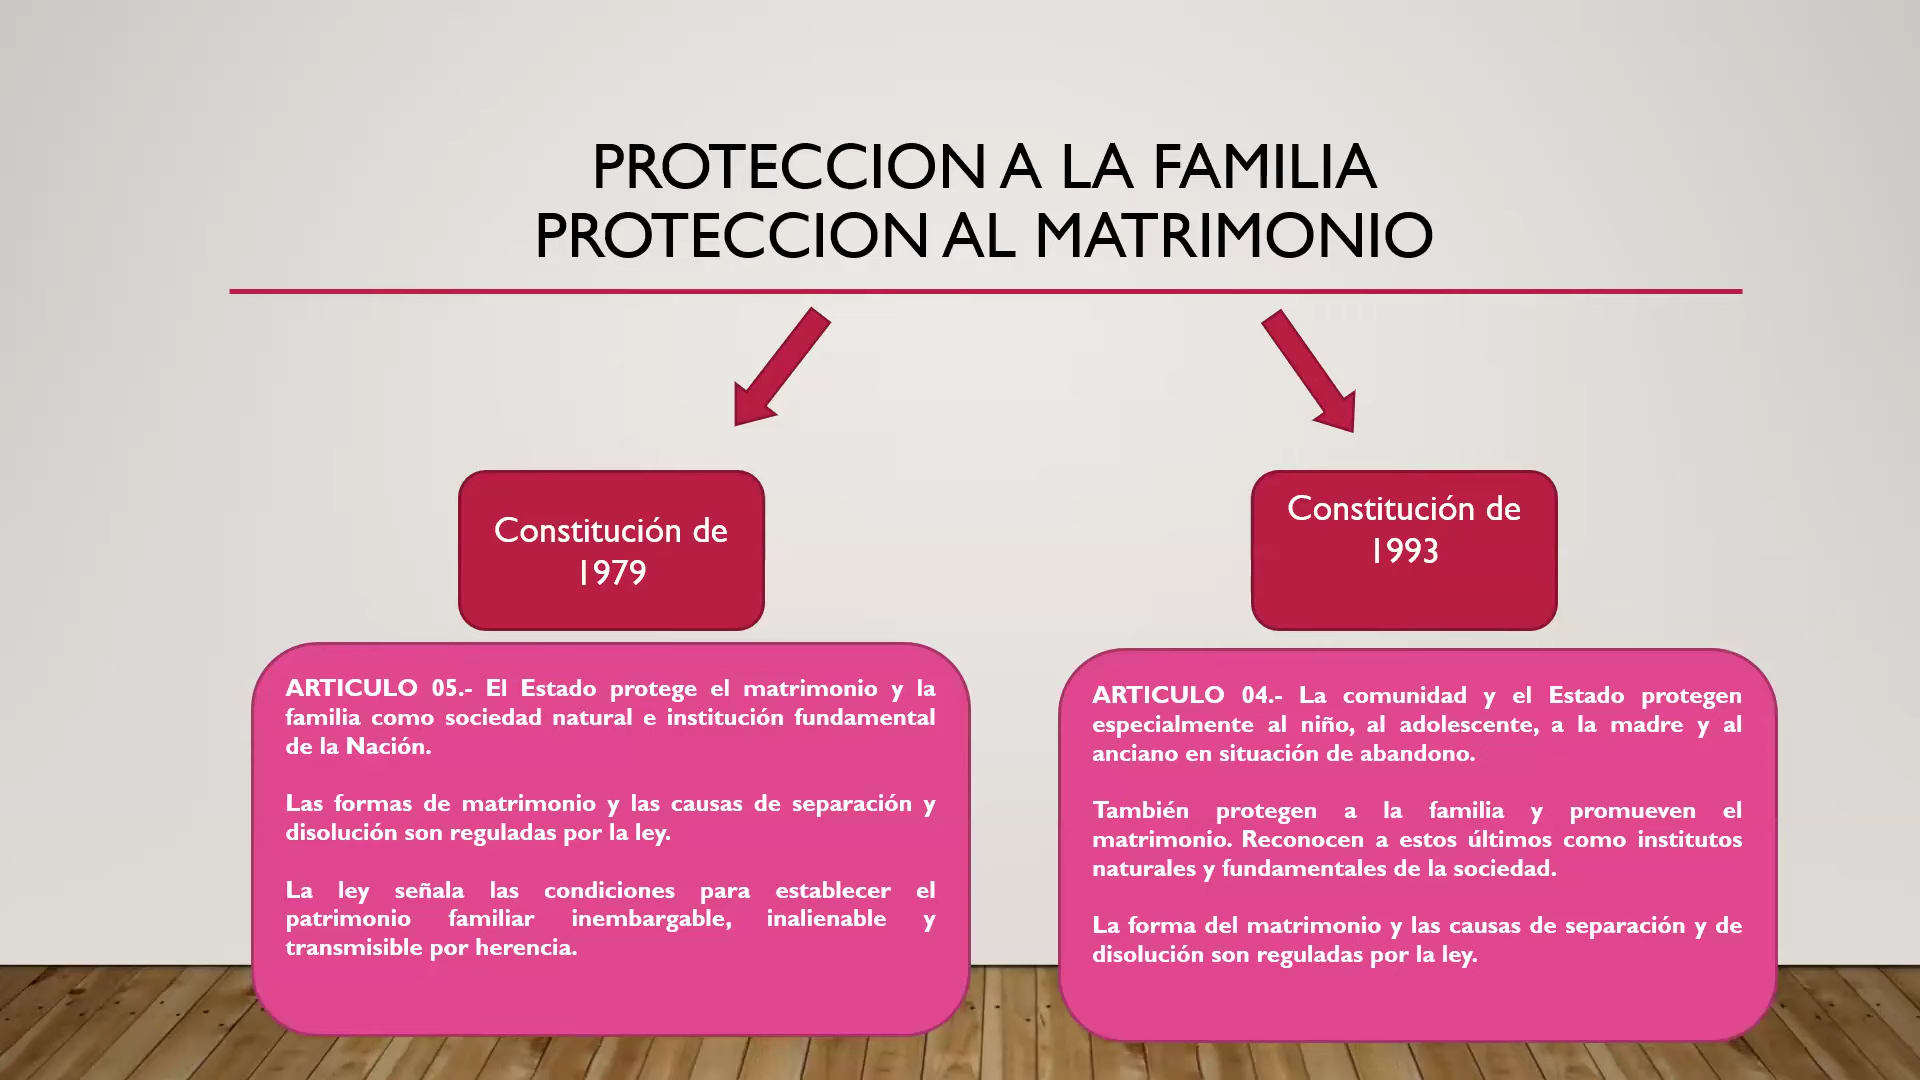 PROTECCION A LA FAMILIA
PROTECCION AL MATRIMONIO
Constitución de
1979
Constitución de
1993
ARTICULO 05.- El Estado protege el matrimonio y la
familia como sociedad natural e institución fundamental
de la Nación.
Las formas de matrimonio y las causas de separación y
disolución son reguladas por la ley.
La ley señala las condiciones para establecer el
patrimonio familiar inembargable, inalienable y
transmisible por herencia.
ARTICULO 04.- La comunidad y el Estado protegen
especialmente al niño, al adolescente, a la madre y al
anciano en situación de abandono.
También protegen a la familia y promueven el
matrimonio. Reconocen a estos últimos como institutos
naturales y fundamentales de la sociedad.
La forma del matrimonio y las causas de separación y de
disolución son reguladas por la ley.